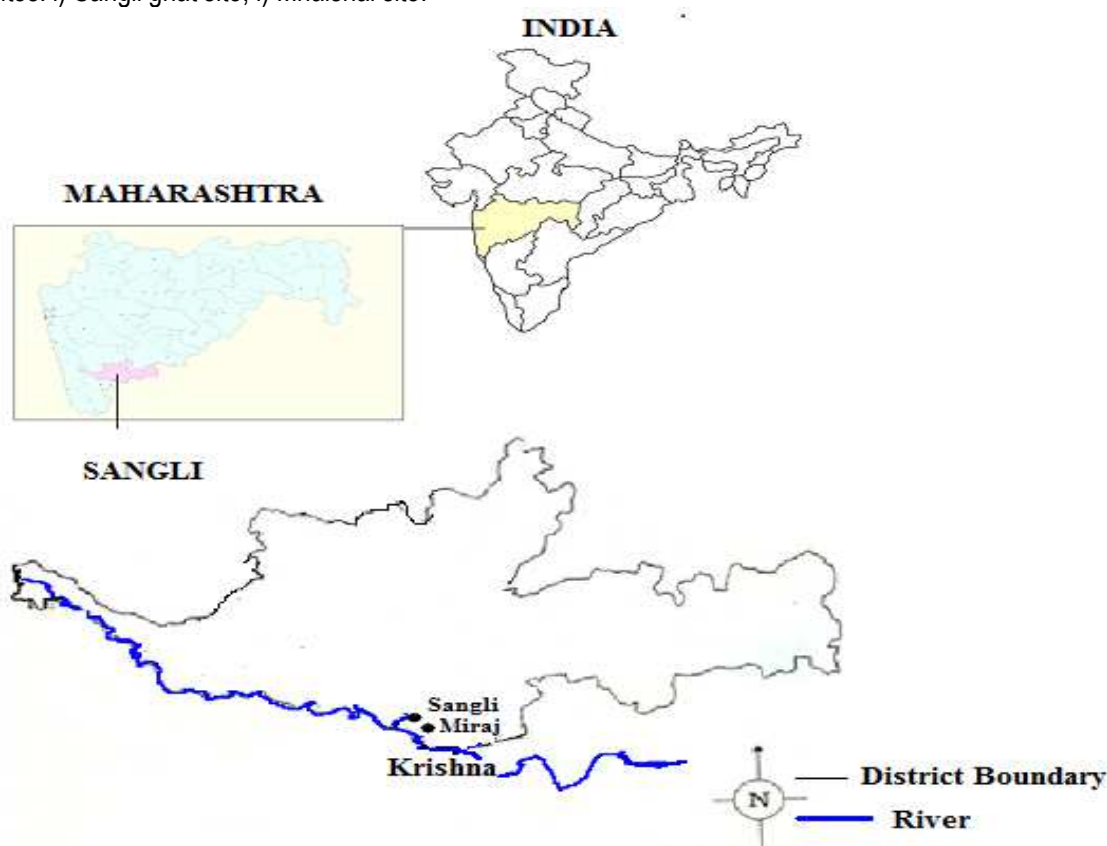 INDIA
MAHARASHTRA
SANGLI
Sangli
Miraj
Krishna
N
District Boundary
River